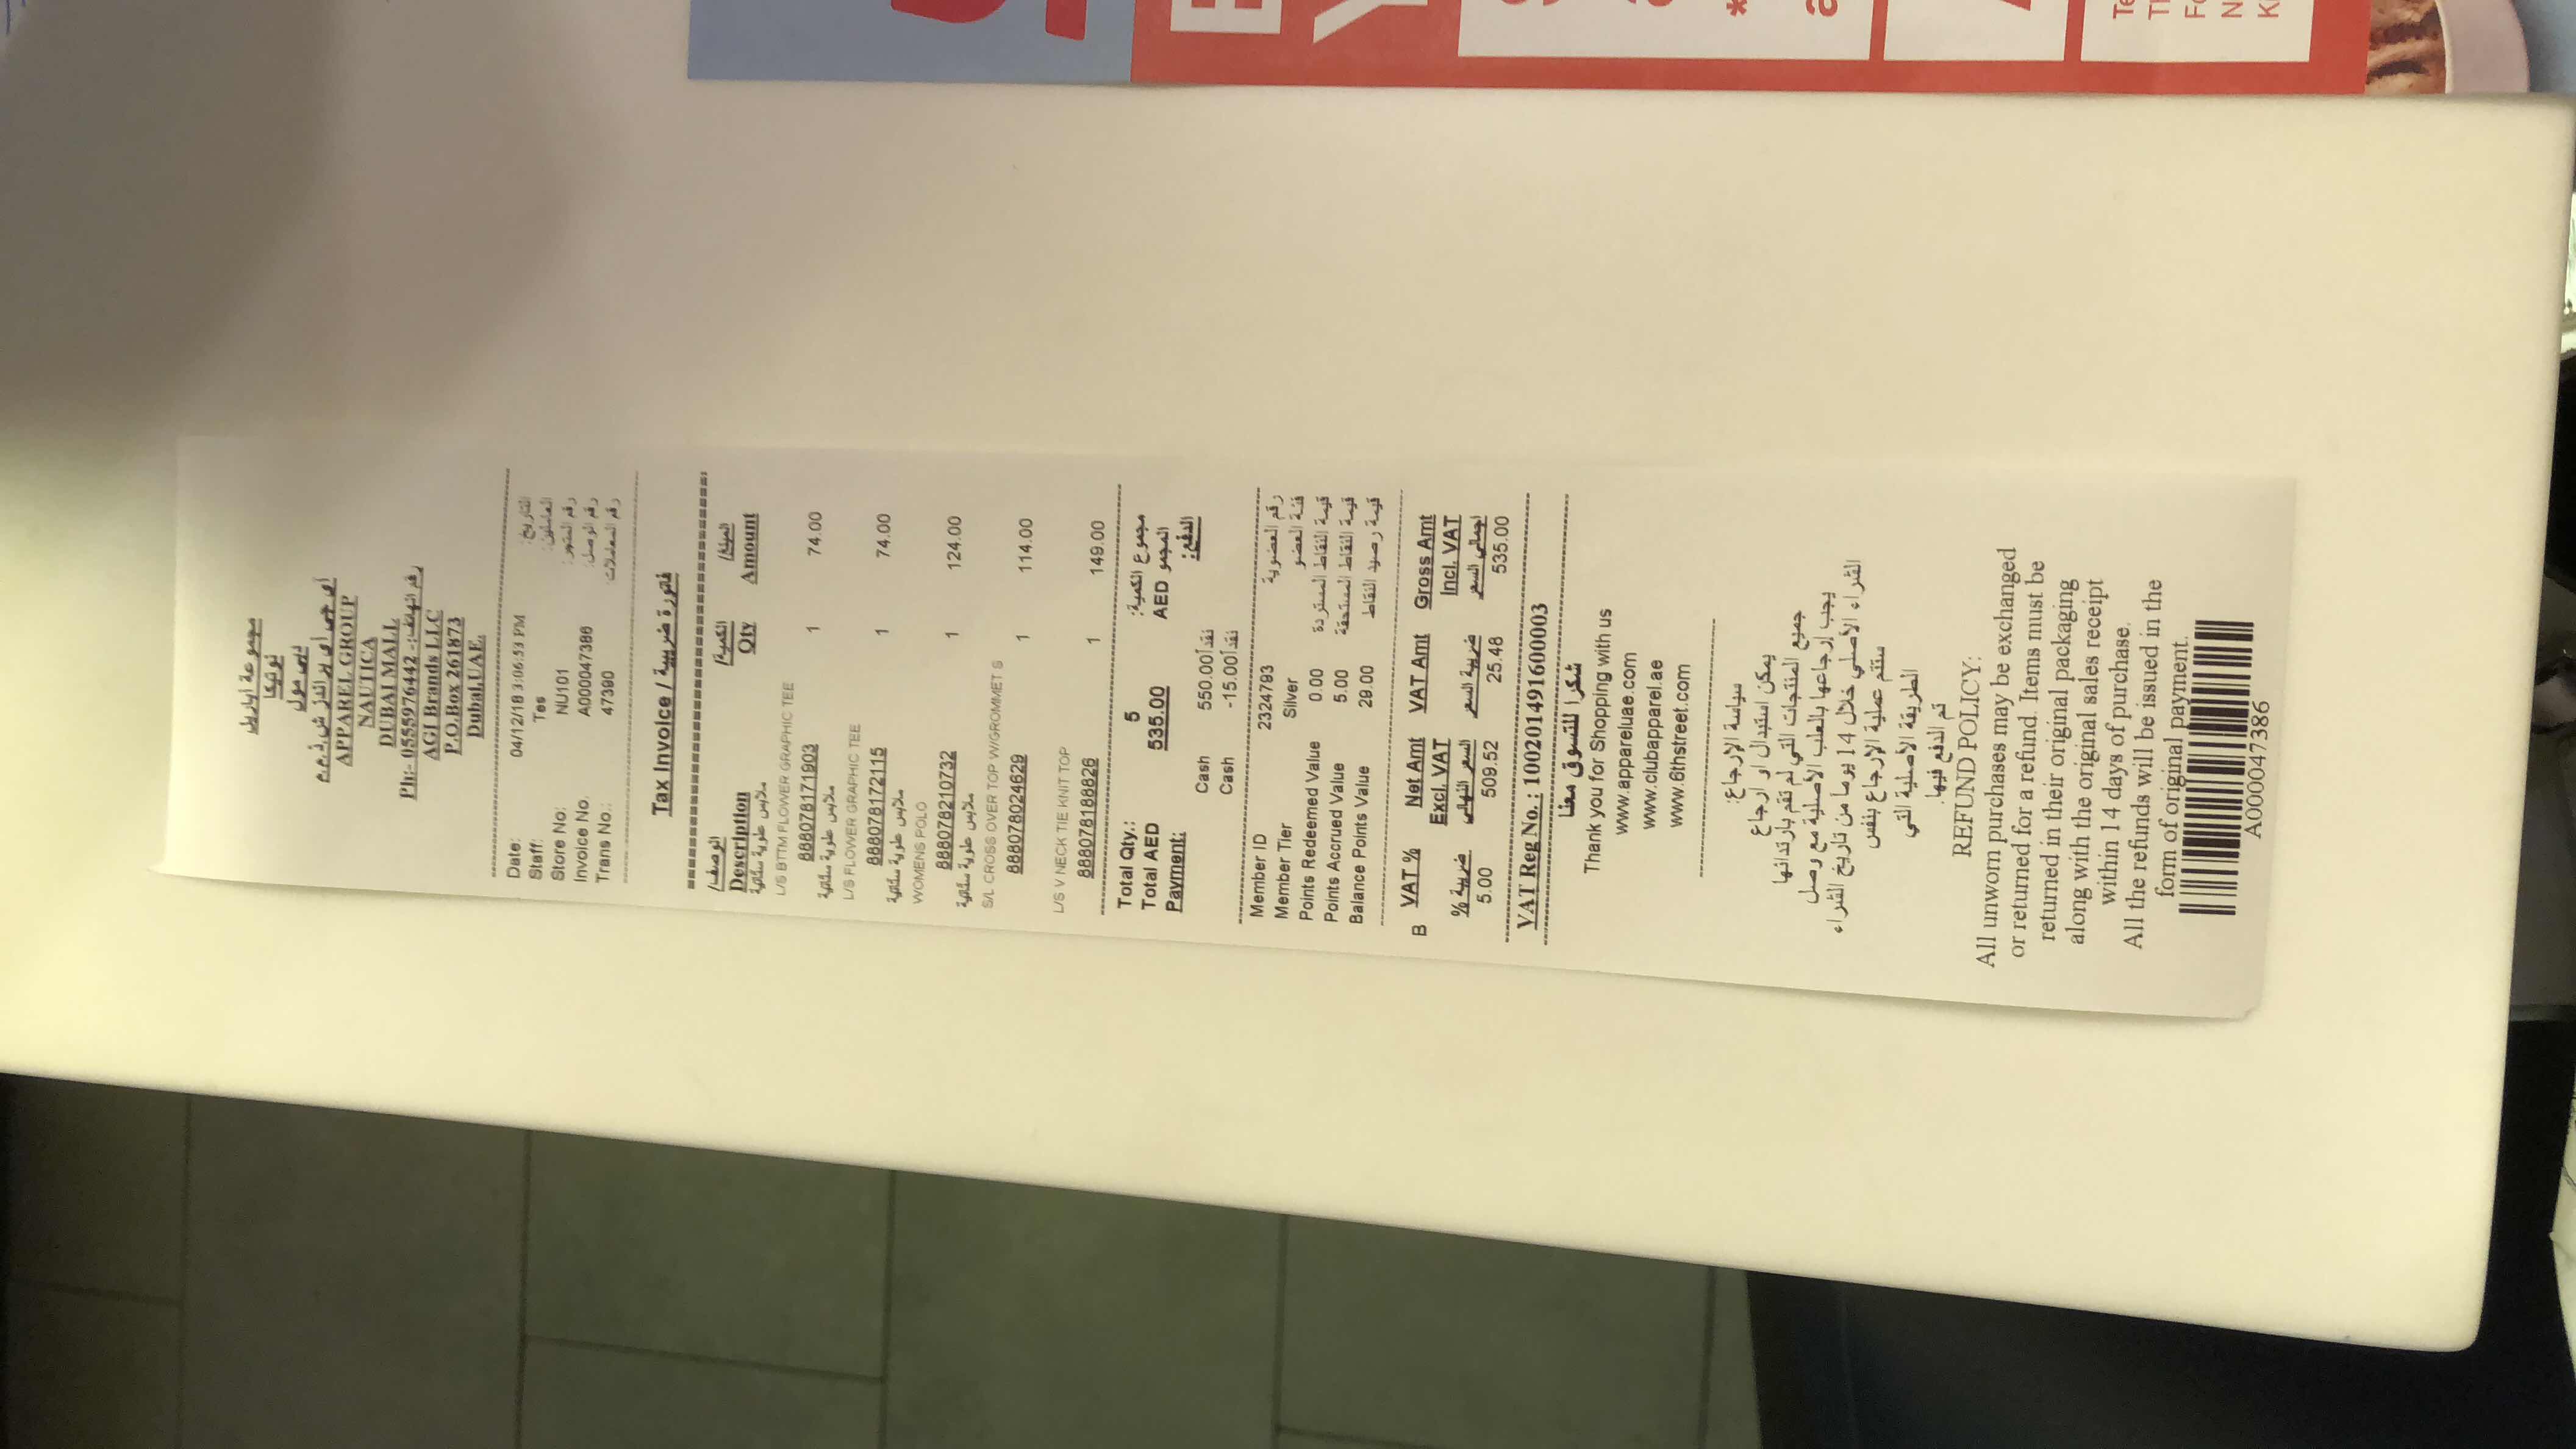 مجموعة أباريل
نوتيكا
دبي مول
أي جي أي براندز ش.ذ.م.م
APPAREL GROUP
NAUTICA
DUBAI MALL
Ph:- 0555976442 -:رقم الهاتف
AGI Brands LLC
P.O.Box 261873
Dubai,UAE.
Date: 04/12/18 3:06:53 PM التاريخ:
Staff: Tes العاملين:
Store No: NU101 رقم المتجر:
Invoice No. A000047386 رقم الوصل:
Trans No.: 47390 رقم المعاملات:
Tax Invoice / فاتورة ضريبية
الوصف/ الكمية/ المبلغ/
Description Qty Amount
ملابس علوية ستاتية
L/S BTTM FLOWER GRAPHIC TEE
888078171903 1 74.00
ملابس علوية ستاتية
L/S FLOWER GRAPHIC TEE
888078172115 1 74.00
ملابس علوية ستاتية
WOMENS POLO
888078210732 1 124.00
ملابس علوية ستاتية
S/L CROSS OVER TOP W/GROMMET S
888078024629 1 114.00
L/S V NECK TIE KNIT TOP
888078188826 1 149.00
Total Qty.: 5 مجموع الكمية:
Total AED 535.00 المجمو AED
Payment: الدفع:
Cash 550.00نقداً
Cash -15.00نقداً
Member ID 2324793 رقم العضوية
Member Tier Silver فئة العضو
Points Redeemed Value 0.00 قيمة النقاط المستردة
Points Accrued Value 5.00 قيمة النقاط المستحقة
Balance Points Value 29.00 قيمة رصيد النقاط
B VAT % Net Amt VAT Amt Gross Amt
Excl. VAT Incl. VAT
ضريبة % السعر النهائي ضريبة السعر اجمالي السعر
5.00 509.52 25.48 535.00
VAT Reg No. : 100201491600003
شكرا للتسوق معنا
Thank you for Shopping with us
www.appareluae.com
www.clubapparel.ae
www.6thstreet.com
سياسة الإرجاع:
يمكن استبدال او ارجاع
جميع المنتجات التي لم تقم بارتدائها
يجب إرجاعها بالعلب الأصلية مع وصل
الشراء الأصلي خلال 14 يوما من تاريخ الشراء
ستتم عملية الإرجاع بنفس
الطريقة الأصلية التي
تم الدفع فيها.
REFUND POLICY:
All unworn purchases may be exchanged
or returned for a refund. Items must be
returned in their original packaging
along with the original sales receipt
within 14 days of purchase.
All the refunds will be issued in the
form of original payment.
A000047386